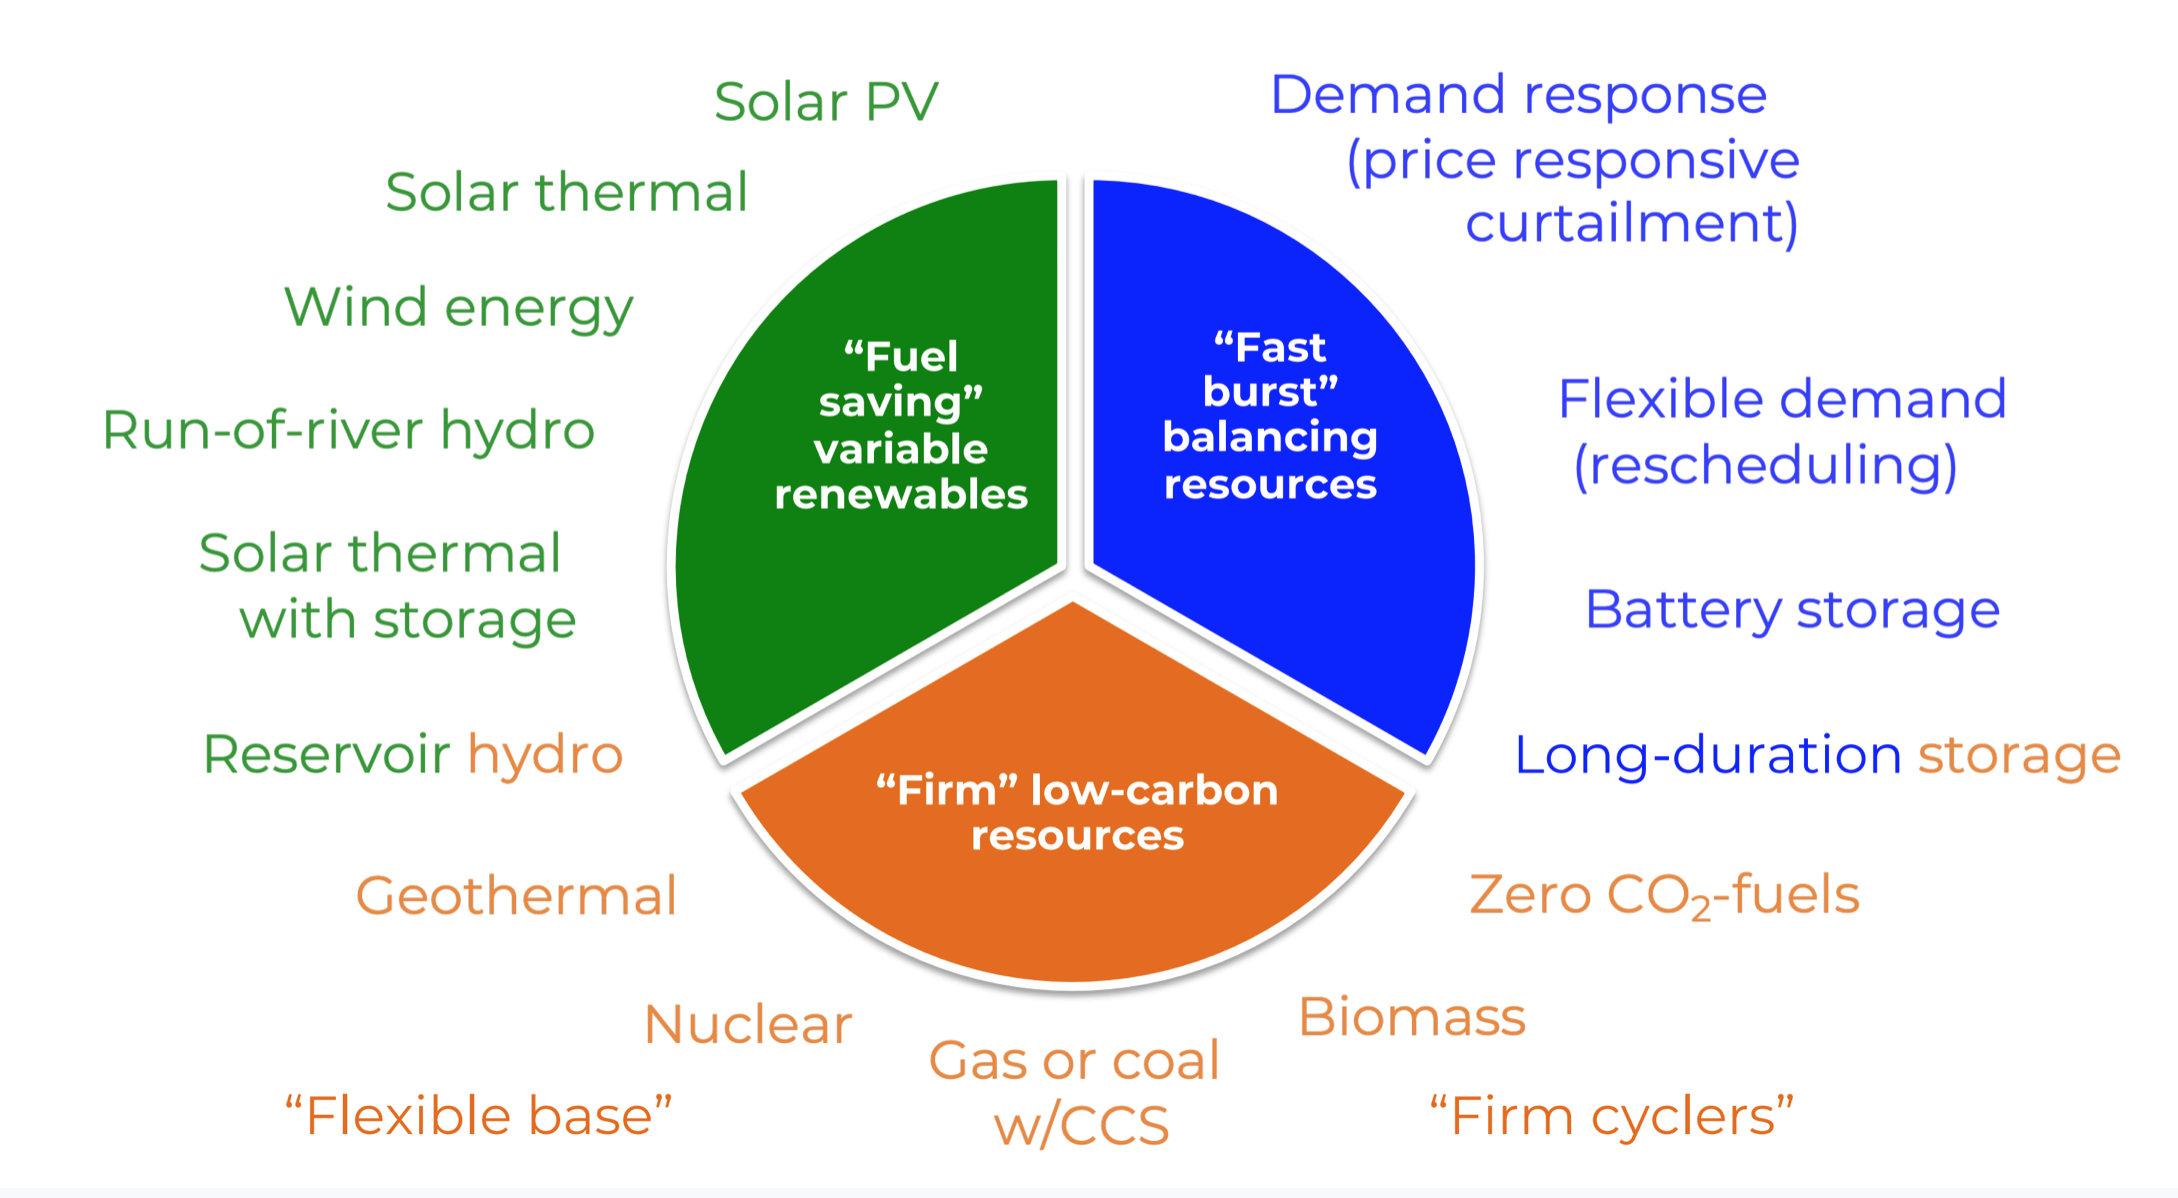 Solar PV
Solar thermal
Wind energy
Run-of-river hydro
Solar thermal
with storage
Reservoir hydro
Geothermal
Nuclear
“Flexible base”
Gas or coal
w/CCS
Demand response
(price responsive
curtailment)
Flexible demand
(rescheduling)
Battery storage
Long-duration storage
Zero CO₂-fuels
Biomass
“Firm cyclers”
“Fuel
saving”
variable
renewables
“Fast
burst”
balancing
resources
“Firm” low-carbon
resources